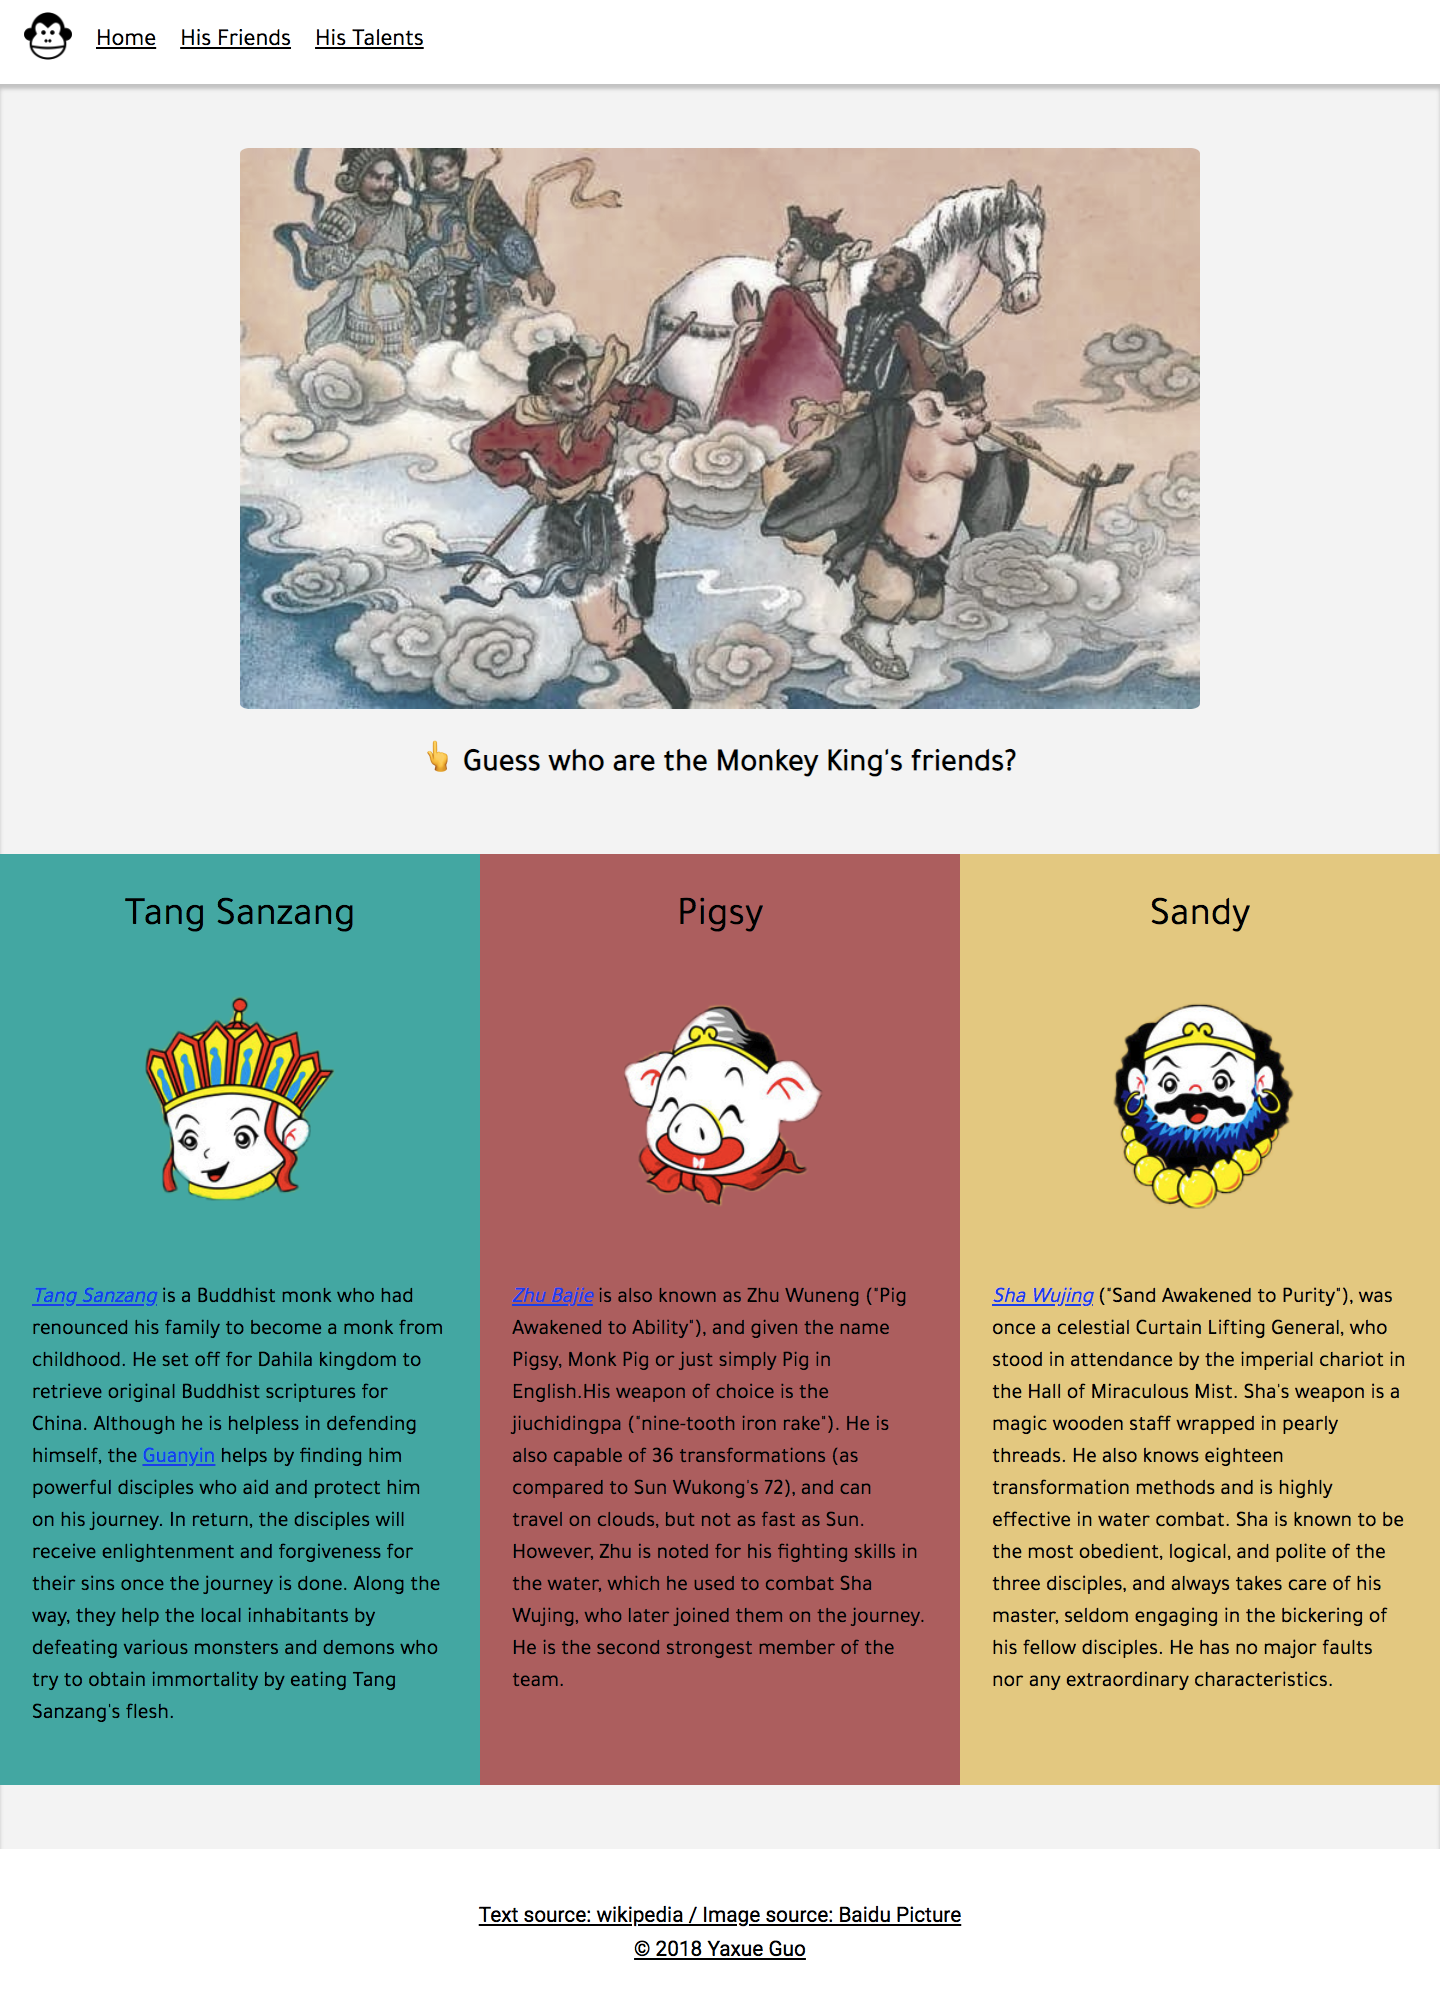 Home His Friends His Talents
👆 Guess who are the Monkey King's friends?
Tang Sanzang
Tang Sanzang is a Buddhist monk who had
renounced his family to become a monk from
childhood. He set off for Dahila kingdom to
retrieve original Buddhist scriptures for
China. Although he is helpless in defending
himself, the Guanyin helps by finding him
powerful disciples who aid and protect him
on his journey. In return, the disciples will
receive enlightenment and forgiveness for
their sins once the journey is done. Along the
way, they help the local inhabitants by
defeating various monsters and demons who
try to obtain immortality by eating Tang
Sanzang's flesh.
Pigsy
Zhu Bajie is also known as Zhu Wuneng ("Pig
Awakened to Ability"), and given the name
Pigsy, Monk Pig or just simply Pig in
English.His weapon of choice is the
jiuchidingpa ("nine-tooth iron rake"). He is
also capable of 36 transformations (as
compared to Sun Wukong's 72), and can
travel on clouds, but not as fast as Sun.
However, Zhu is noted for his fighting skills in
the water, which he used to combat Sha
Wujing, who later joined them on the journey.
He is the second strongest member of the
team.
Sandy
Sha Wujing ("Sand Awakened to Purity"), was
once a celestial Curtain Lifting General, who
stood in attendance by the imperial chariot in
the Hall of Miraculous Mist. Sha's weapon is a
magic wooden staff wrapped in pearly
threads. He also knows eighteen
transformation methods and is highly
effective in water combat. Sha is known to be
the most obedient, logical, and polite of the
three disciples, and always takes care of his
master, seldom engaging in the bickering of
his fellow disciples. He has no major faults
nor any extraordinary characteristics.
Text source: wikipedia / Image source: Baidu Picture
© 2018 Yaxue Guo